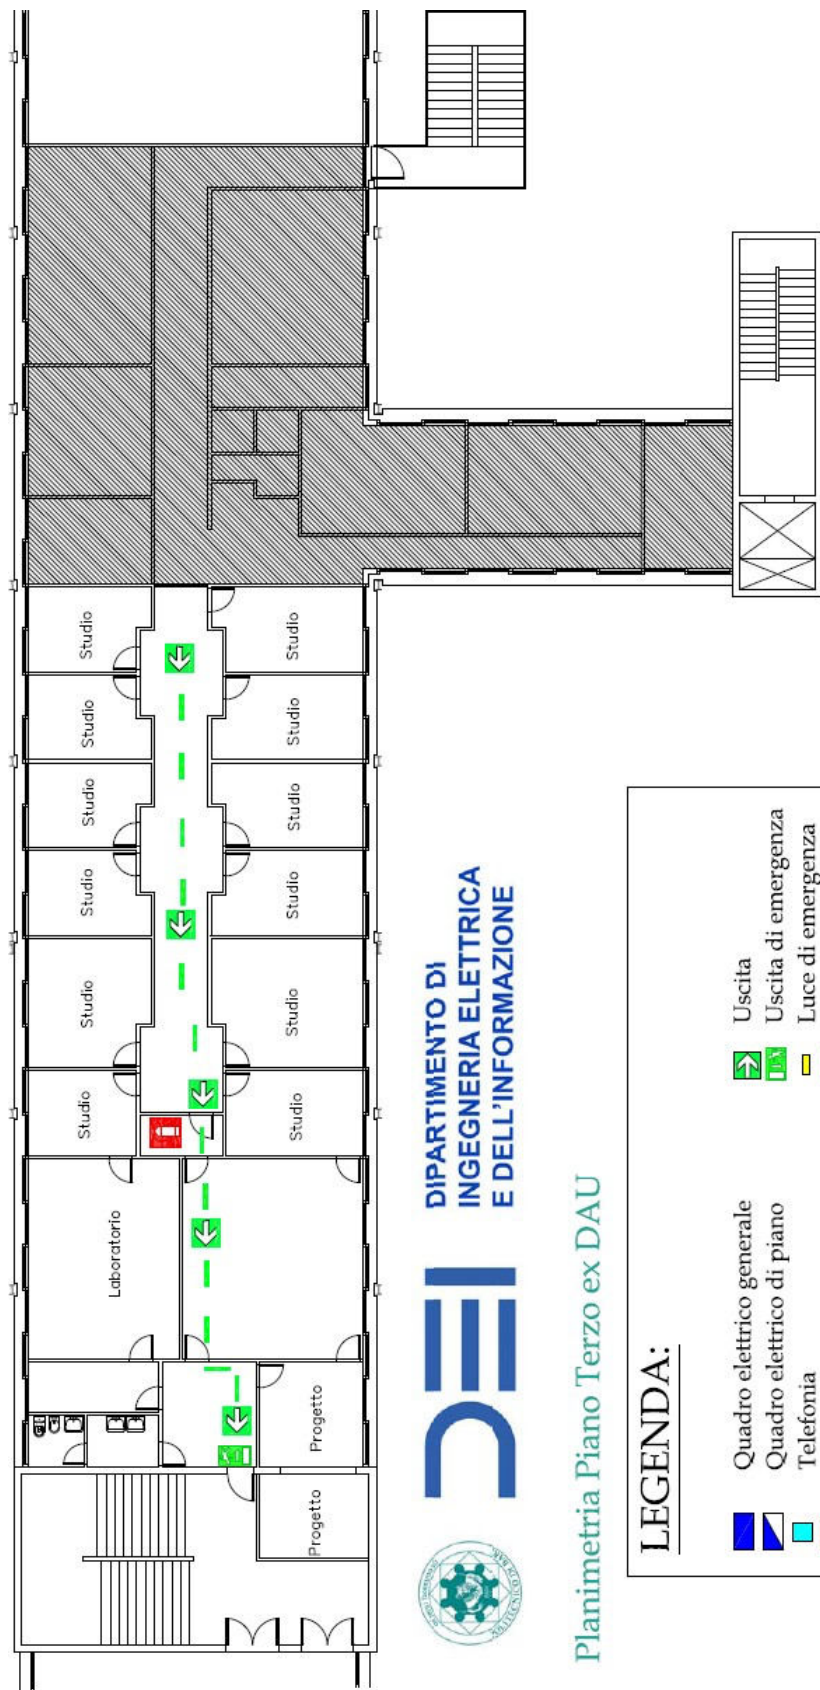 Laboratorio
Studio
Studio
Studio
Studio
Studio
Studio
Progetto
Progetto
Studio
Studio
Studio
Studio
Studio
Studio
DEI
DIPARTIMENTO DI
INGEGNERIA ELETTRICA
E DELL'INFORMAZIONE
Planimetria Piano Terzo ex DAU
LEGENDA:
Quadro elettrico generale
Quadro elettrico di piano
Telefonia
Uscita
Uscita di emergenza
Luce di emergenza